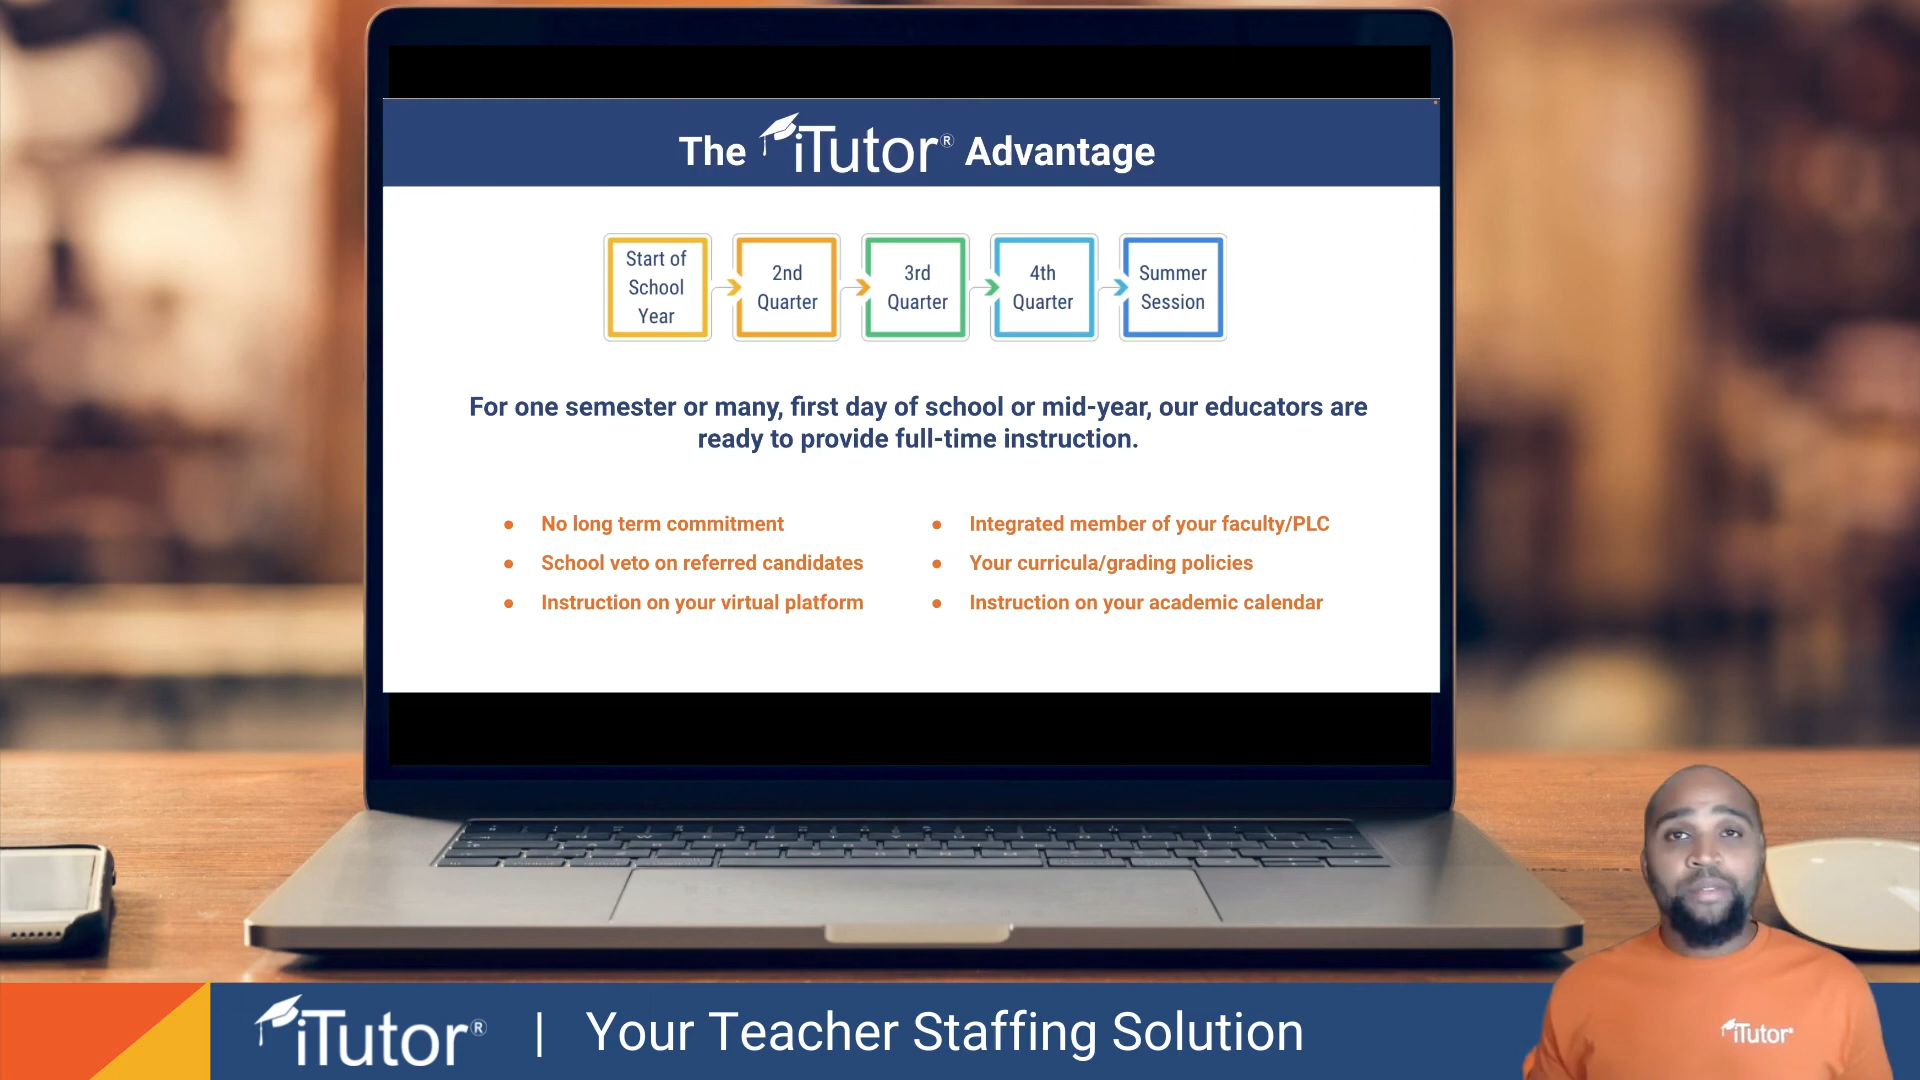 The iTutor® Advantage
Start of
School
Year
2nd
Quarter
3rd
Quarter
4th
Quarter
Summer
Session
For one semester or many, first day of school or mid-year, our educators are
ready to provide full-time instruction.
● No long term commitment
● School veto on referred candidates
● Instruction on your virtual platform
● Integrated member of your faculty/PLC
● Your curricula/grading policies
● Instruction on your academic calendar
iTutor® | Your Teacher Staffing Solution
iTutor®